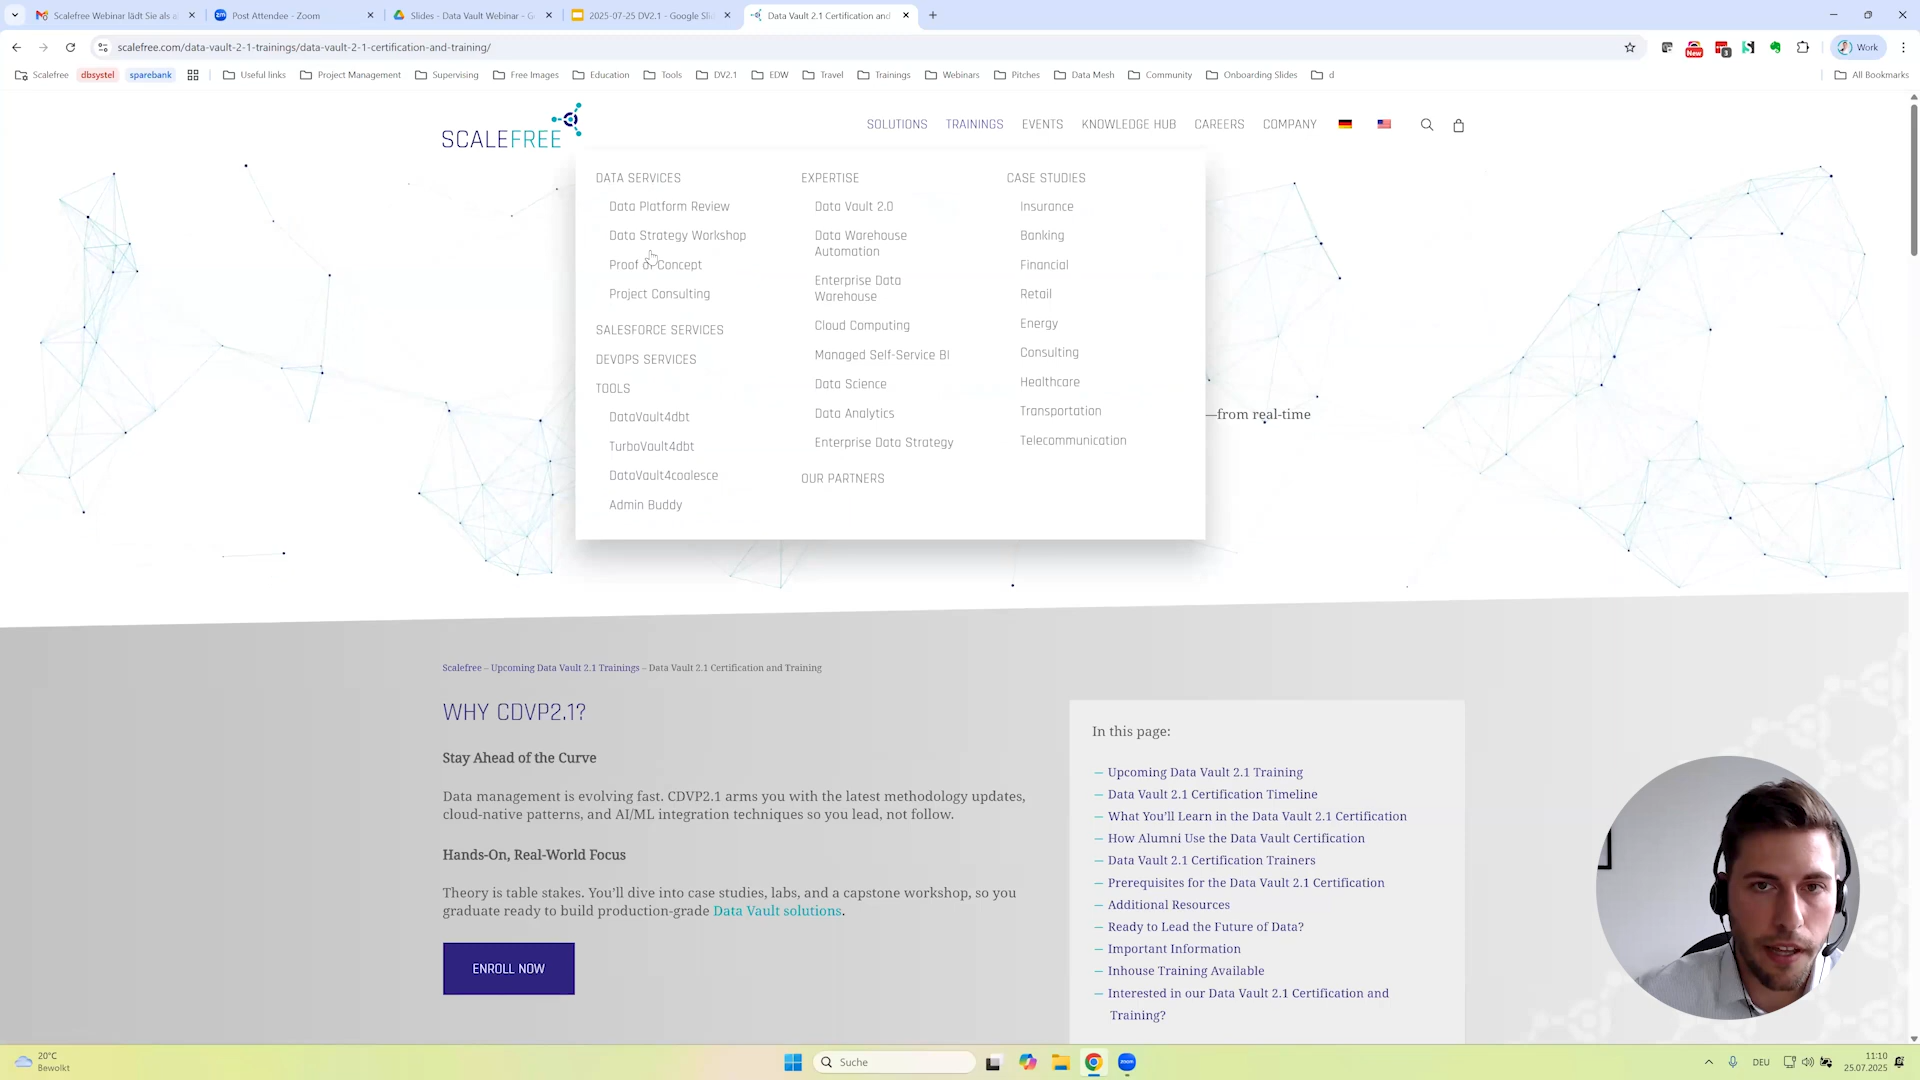 Scalefree Webinar lädt Sie als a
Post Attendee - Zoom
Slides - Data Vault Webinar - G
2025-07-25 DV2.1 - Google Sli
Data Vault 2.1 Certification and
scalefree.com/data-vault-2-1-trainings/data-vault-2-1-certification-and-training/
New
3
Work
Scalefree
dbsystel
sparebank
Useful links
Project Management
Supervising
Free Images
Education
Tools
DV2.1
EDW
Travel
Trainings
Webinars
Pitches
Data Mesh
Community
Onboarding Slides
d
All Bookmarks
SCALEFREE
SOLUTIONS
TRAININGS
EVENTS
KNOWLEDGE HUB
CAREERS
COMPANY
DATA SERVICES
Data Platform Review
Data Strategy Workshop
Proof of Concept
Project Consulting
SALESFORCE SERVICES
DEVOPS SERVICES
TOOLS
DataVault4dbt
TurboVault4dbt
DataVault4coalesce
Admin Buddy
EXPERTISE
Data Vault 2.0
Data Warehouse
Automation
Enterprise Data
Warehouse
Cloud Computing
Managed Self-Service BI
Data Science
Data Analytics
Enterprise Data Strategy
OUR PARTNERS
CASE STUDIES
Insurance
Banking
Financial
Retail
Energy
Consulting
Healthcare
Transportation
Telecommunication
—from real-time
Scalefree – Upcoming Data Vault 2.1 Trainings – Data Vault 2.1 Certification and Training
WHY CDVP2.1?
Stay Ahead of the Curve
Data management is evolving fast. CDVP2.1 arms you with the latest methodology updates,
cloud-native patterns, and AI/ML integration techniques so you lead, not follow.
Hands-On, Real-World Focus
Theory is table stakes. You’ll dive into case studies, labs, and a capstone workshop, so you
graduate ready to build production-grade Data Vault solutions.
ENROLL NOW
In this page:
— Upcoming Data Vault 2.1 Training
— Data Vault 2.1 Certification Timeline
— What You’ll Learn in the Data Vault 2.1 Certification
— How Alumni Use the Data Vault Certification
— Data Vault 2.1 Certification Trainers
— Prerequisites for the Data Vault 2.1 Certification
— Additional Resources
— Ready to Lead the Future of Data?
— Important Information
— Inhouse Training Available
— Interested in our Data Vault 2.1 Certification and
Training?
20°C
Bewolkt
Suche
zoom
DEU
11:10
25.07.2025